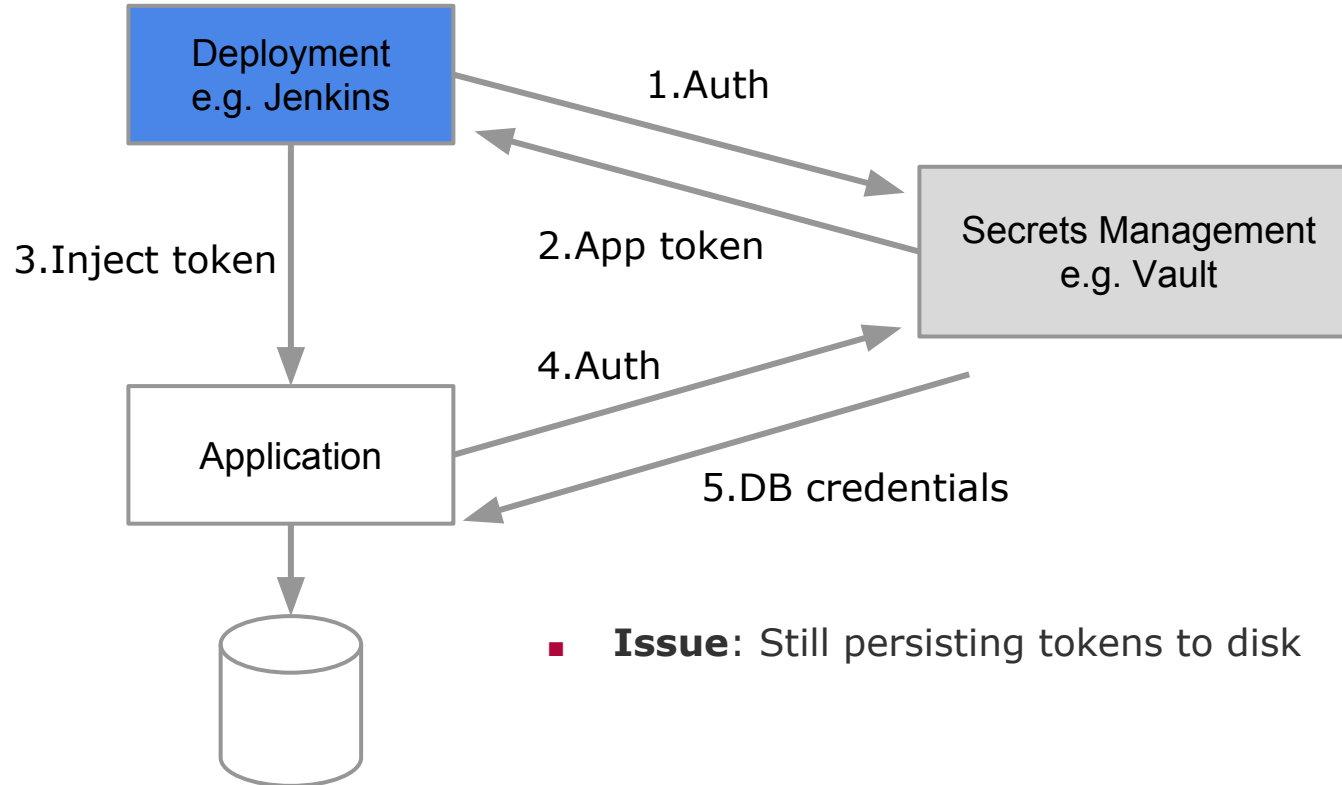 Deployment
e.g. Jenkins
1.Auth
Secrets Management
e.g. Vault
2.App token
3.Inject token
4.Auth
Application
5.DB credentials
▪ Issue: Still persisting tokens to disk